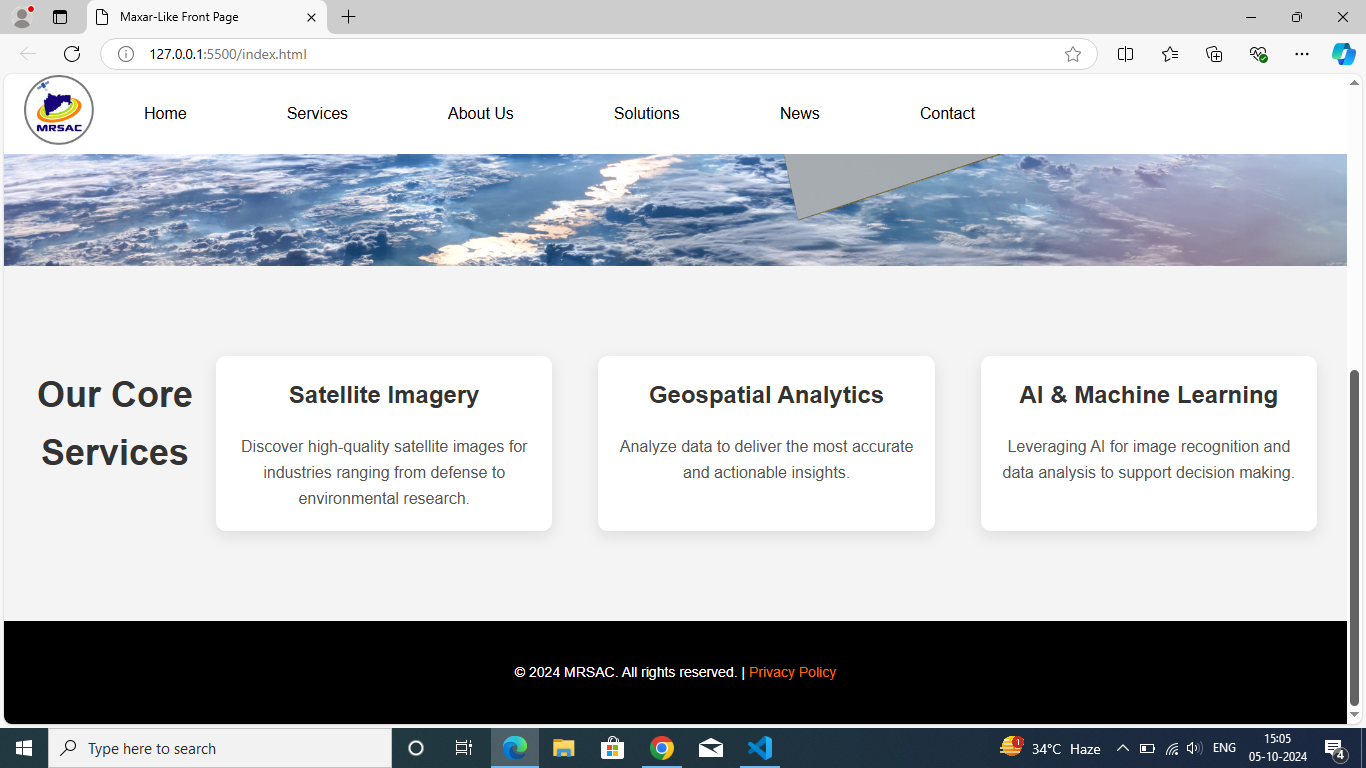 Maxar-Like Front Page
127.0.0.1:5500/index.html
MRSAC
Home
Services
About Us
Solutions
News
Contact
Our Core
Services
Satellite Imagery
Discover high-quality satellite images for
industries ranging from defense to
environmental research.
Geospatial Analytics
Analyze data to deliver the most accurate
and actionable insights.
AI & Machine Learning
Leveraging AI for image recognition and
data analysis to support decision making.
© 2024 MRSAC. All rights reserved. | Privacy Policy
Type here to search
1
34°C Haze
ENG
15:05
05-10-2024
4